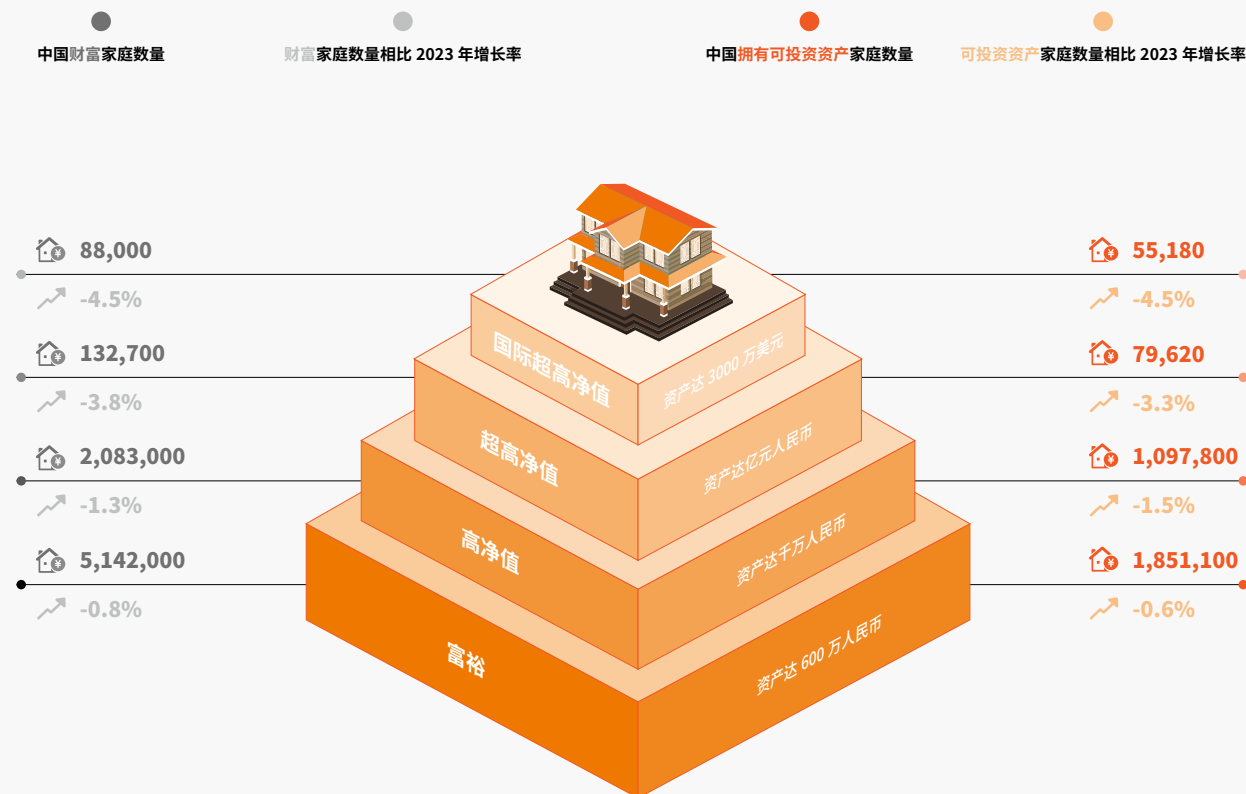 中国财富家庭数量
财富家庭数量相比 2023 年增长率
中国拥有可投资资产家庭数量
可投资资产家庭数量相比 2023 年增长率
88,000
-4.5%
132,700
-3.8%
2,083,000
-1.3%
5,142,000
-0.8%
国际超高净值
资产达 3000 万美元
超高净值
资产达亿元人民币
高净值
资产达千万人民币
富裕
资产达 600 万人民币
55,180
-4.5%
79,620
-3.3%
1,097,800
-1.5%
1,851,100
-0.6%